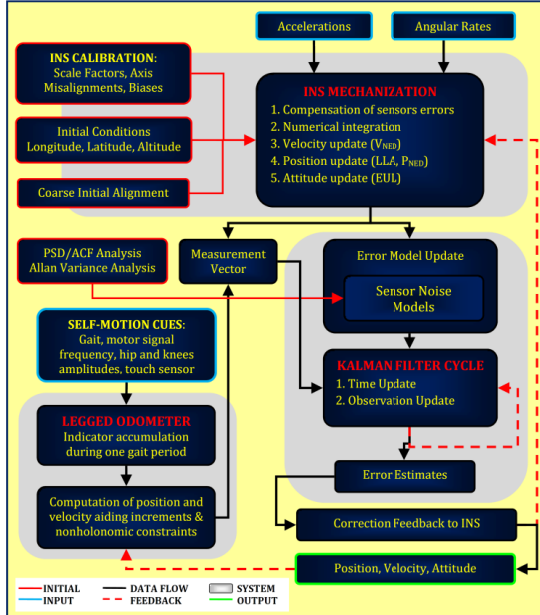 Accelerations
Angular Rates
INS CALIBRATION:
Scale Factors, Axis
Misalignments, Biases
Initial Conditions
Longitude, Latitude, Altitude
Coarse Initial Alignment
INS MECHANIZATION
1. Compensation of sensors errors
2. Numerical integration
3. Velocity update (VNED)
4. Position update (LLA, PNED)
5. Attitude update (EUL)
PSD/ACF Analysis
Allan Variance Analysis
Measurement
Vector
Error Model Update
Sensor Noise
Models
SELF-MOTION CUES:
Gait, motor signal
frequency, hip and knees
amplitudes, touch sensor
KALMAN FILTER CYCLE
1. Time Update
2. Observation Update
LEGGED ODOMETER
Indicator accumulation
during one gait period
Error Estimates
Computation of position and
velocity aiding increments &
nonholonomic constraints
Correction Feedback to INS
Position, Velocity, Attitude
INITIAL
DATA FLOW
SYSTEM
INPUT
FEEDBACK
OUTPUT